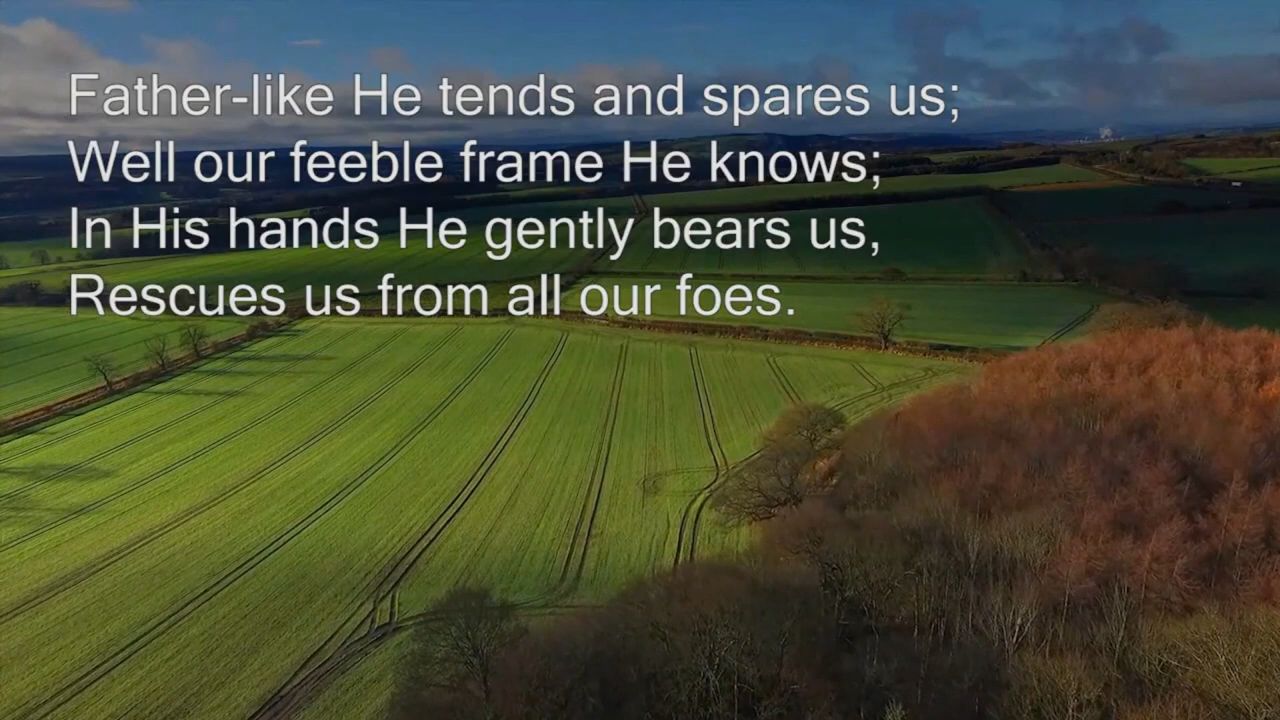 Father-like He tends and spares us;
Well our feeble frame He knows;
In His hands He gently bears us,
Rescues us from all our foes.